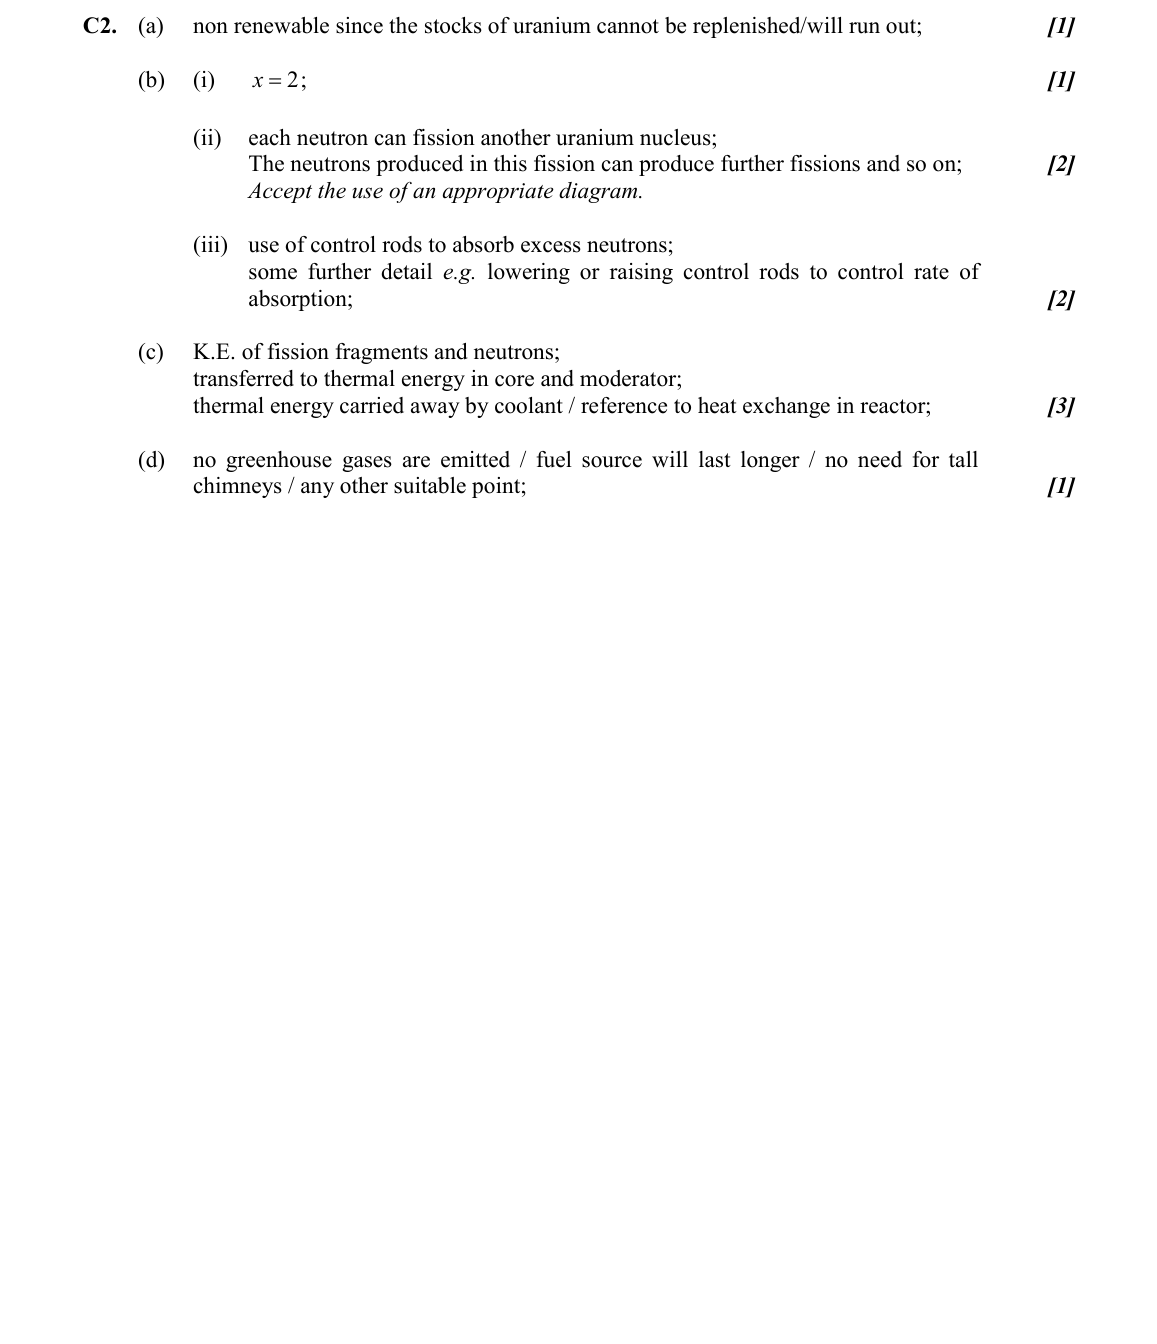 C2. (a) non renewable since the stocks of uranium cannot be replenished/will run out; [1]
(b) (i) x = 2; [1]
(ii) each neutron can fission another uranium nucleus;
The neutrons produced in this fission can produce further fissions and so on; [2]
Accept the use of an appropriate diagram.
(iii) use of control rods to absorb excess neutrons;
some further detail e.g. lowering or raising control rods to control rate of
absorption; [2]
(c) K.E. of fission fragments and neutrons;
transferred to thermal energy in core and moderator;
thermal energy carried away by coolant / reference to heat exchange in reactor; [3]
(d) no greenhouse gases are emitted / fuel source will last longer / no need for tall
chimneys / any other suitable point; [1]